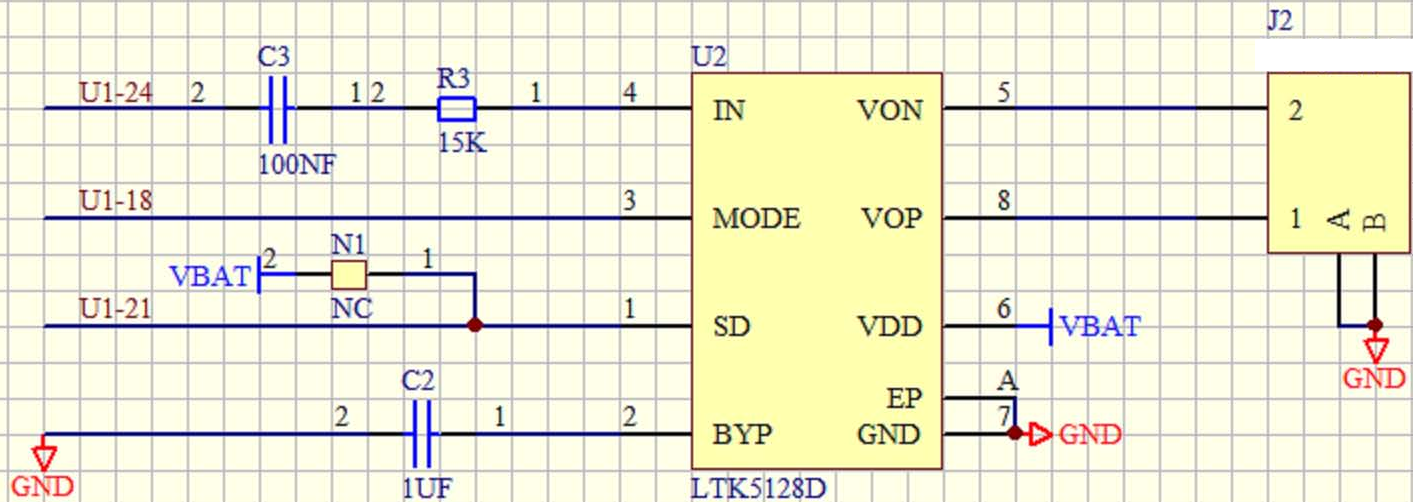 J2
C3
U2
R3
U1-24 2 1 2 1 4 IN VON 5 2
15K
100NF
U1-18 3 MODE VOP 8 1 A B
N1
VBAT 2 1
U1-21 NC 1 SD VDD 6 VBAT
C2
EP A
GND
2 1 2 BYP GND 7 GND
GND
1UF LTK5128D